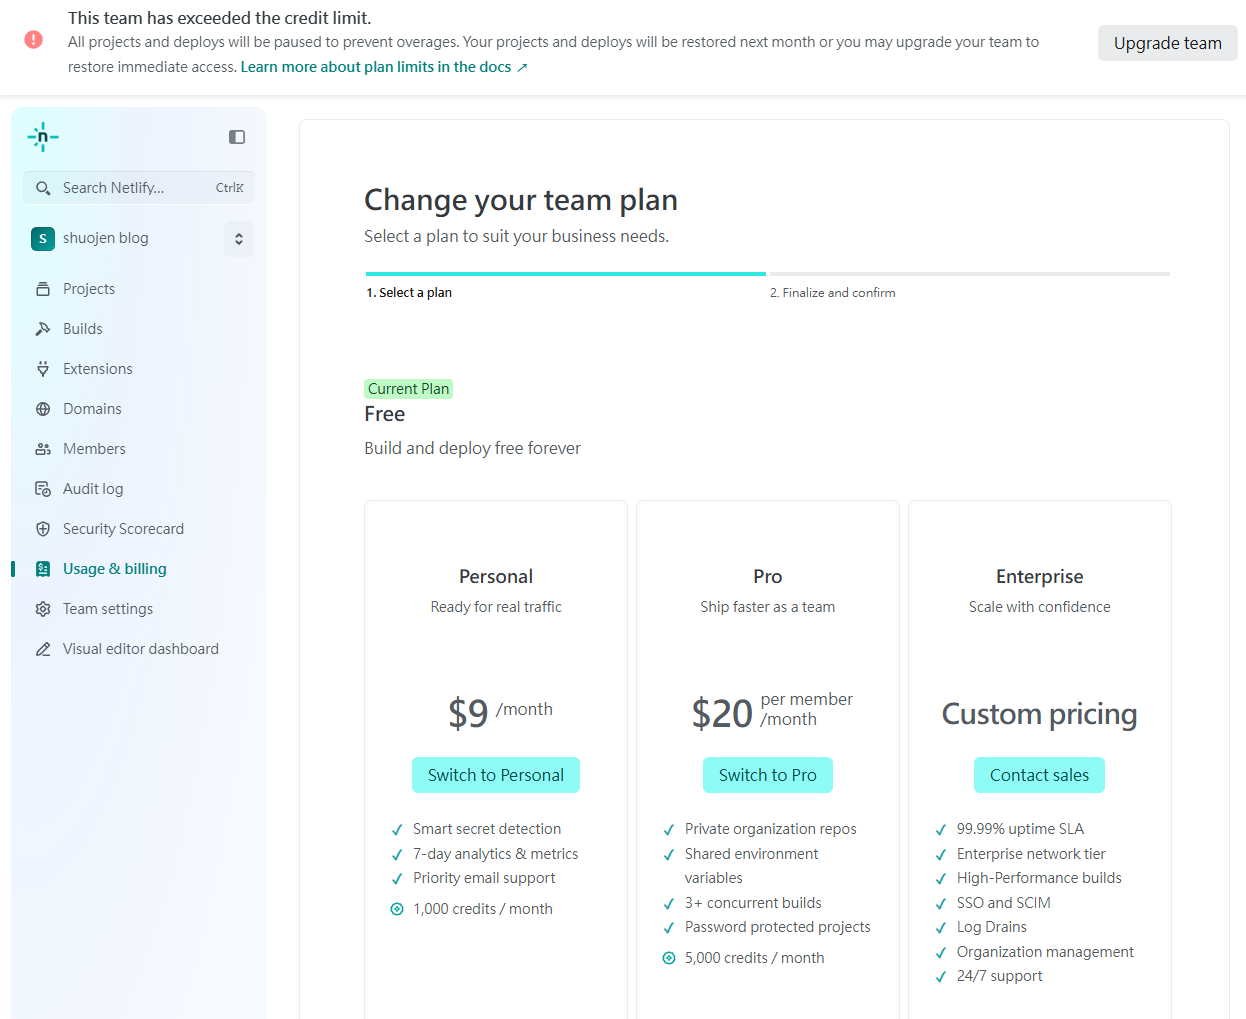 This team has exceeded the credit limit.
All projects and deploys will be paused to prevent overages. Your projects and deploys will be restored next month or you may upgrade your team to
restore immediate access. Learn more about plan limits in the docs ↗
Upgrade team
n
Search Netlify...
CtrlK
S
shuojen blog
Projects
Builds
Extensions
Domains
Members
Audit log
Security Scorecard
Usage & billing
Team settings
Visual editor dashboard
Change your team plan
Select a plan to suit your business needs.
1. Select a plan
2. Finalize and confirm
Current Plan
Free
Build and deploy free forever
Personal
Ready for real traffic
$9 /month
Switch to Personal
Smart secret detection
7-day analytics & metrics
Priority email support
1,000 credits / month
Pro
Ship faster as a team
$20 per member
/month
Switch to Pro
Private organization repos
Shared environment
variables
3+ concurrent builds
Password protected projects
5,000 credits / month
Enterprise
Scale with confidence
Custom pricing
Contact sales
99.99% uptime SLA
Enterprise network tier
High-Performance builds
SSO and SCIM
Log Drains
Organization management
24/7 support